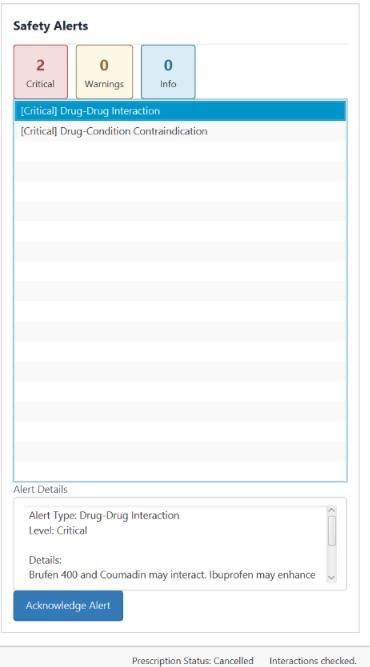 Safety Alerts
2 0 0
Critical Warnings Info
[Critical] Drug-Drug Interaction
[Critical] Drug-Condition Contraindication
Alert Details
Alert Type: Drug-Drug Interaction
Level: Critical
Details:
Brufen 400 and Coumadin may interact. Ibuprofen may enhance
Acknowledge Alert
Prescription Status: Cancelled Interactions checked.